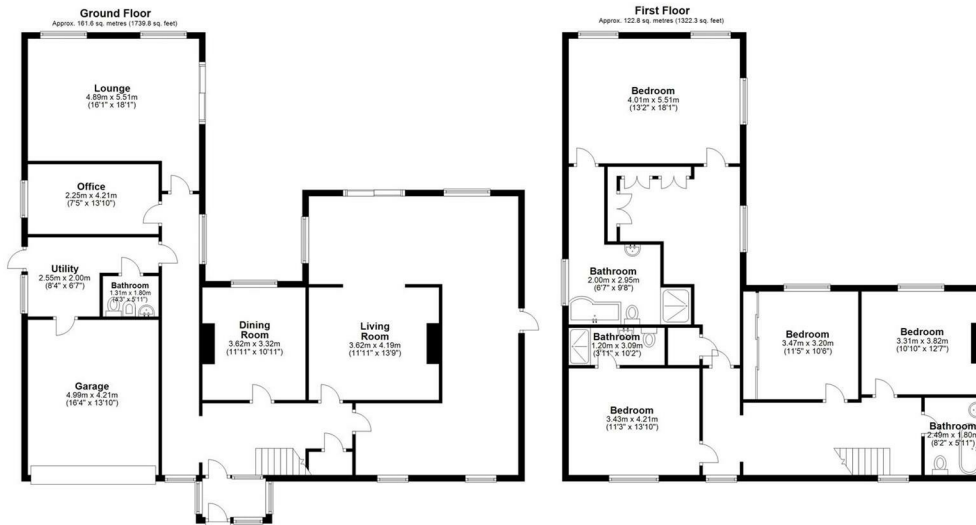 Ground Floor
Approx. 161.6 sq. metres (1739.8 sq. feet)
Lounge
4.89m x 5.51m
(16'1" x 18'1")
Office
2.25m x 4.21m
(7'5" x 13'10")
Utility
2.55m x 2.00m
(8'4" x 6'7")
Bathroom
1.31m x 1.80m
(4'3" x 5'11")
Garage
4.99m x 4.21m
(16'4" x 13'10")
Dining
Room
3.62m x 3.32m
(11'11" x 10'11")
Living
Room
3.62m x 4.19m
(11'11" x 13'9")
First Floor
Approx. 122.8 sq. metres (1322.3 sq. feet)
Bedroom
4.01m x 5.51m
(13'2" x 18'1")
Bathroom
2.00m x 2.95m
(6'7" x 9'8")
Bathroom
1.20m x 3.09m
(3'11" x 10'2")
Bedroom
3.43m x 4.21m
(11'3" x 13'10")
Bedroom
3.47m x 3.20m
(11'5" x 10'6")
Bedroom
3.31m x 3.82m
(10'10" x 12'7")
Bathroom
2.49m x 1.80m
(8'2" x 5'11")